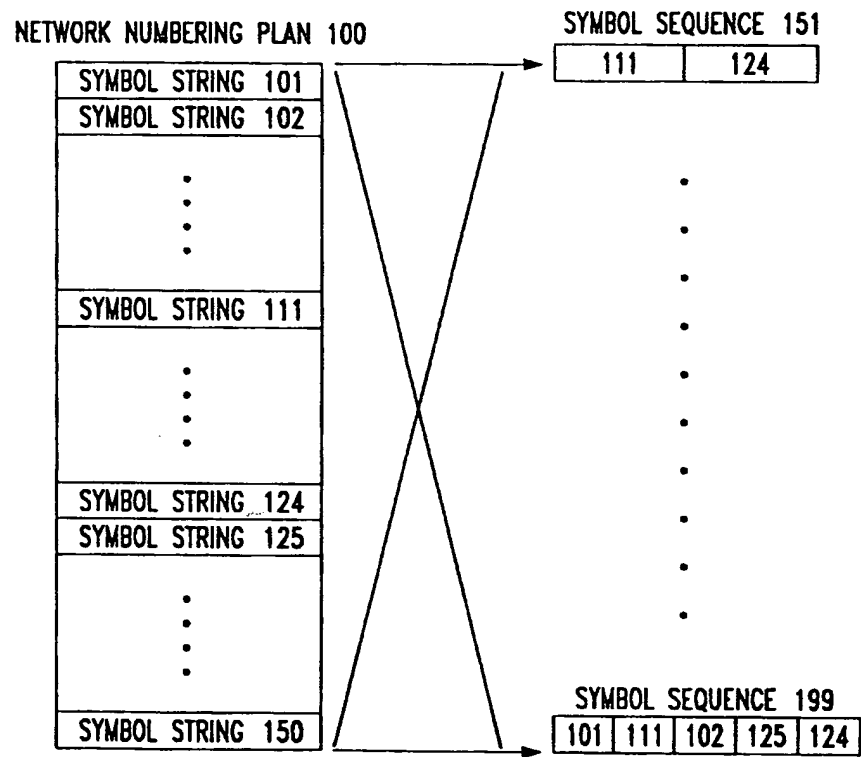 NETWORK NUMBERING PLAN 100
SYMBOL STRING 101
SYMBOL STRING 102
SYMBOL STRING 111
SYMBOL STRING 124
SYMBOL STRING 125
SYMBOL STRING 150
SYMBOL SEQUENCE 151
111 124
SYMBOL SEQUENCE 199
101 111 102 125 124